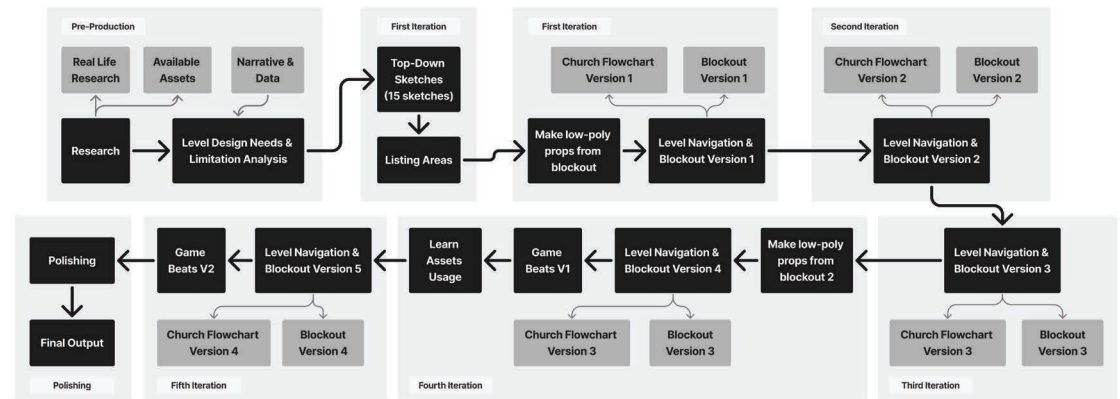 Pre-Production
Real Life
Research
Available
Assets
Narrative &
Data
Research
Level Design Needs &
Limitation Analysis
First Iteration
Top-Down
Sketches
(15 sketches)
Listing Areas
First Iteration
Church Flowchart
Version 1
Blockout
Version 1
Make low-poly
props from
blockout
Level Navigation &
Blockout Version 1
Second Iteration
Church Flowchart
Version 2
Blockout
Version 2
Level Navigation &
Blockout Version 2
Level Navigation &
Blockout Version 3
Church Flowchart
Version 3
Blockout
Version 3
Third Iteration
Make low-poly
props from
blockout 2
Level Navigation &
Blockout Version 4
Game
Beats V1
Learn
Assets
Usage
Church Flowchart
Version 3
Blockout
Version 3
Fourth Iteration
Level Navigation &
Blockout Version 5
Game
Beats V2
Church Flowchart
Version 4
Blockout
Version 4
Fifth Iteration
Polishing
Final Output
Polishing